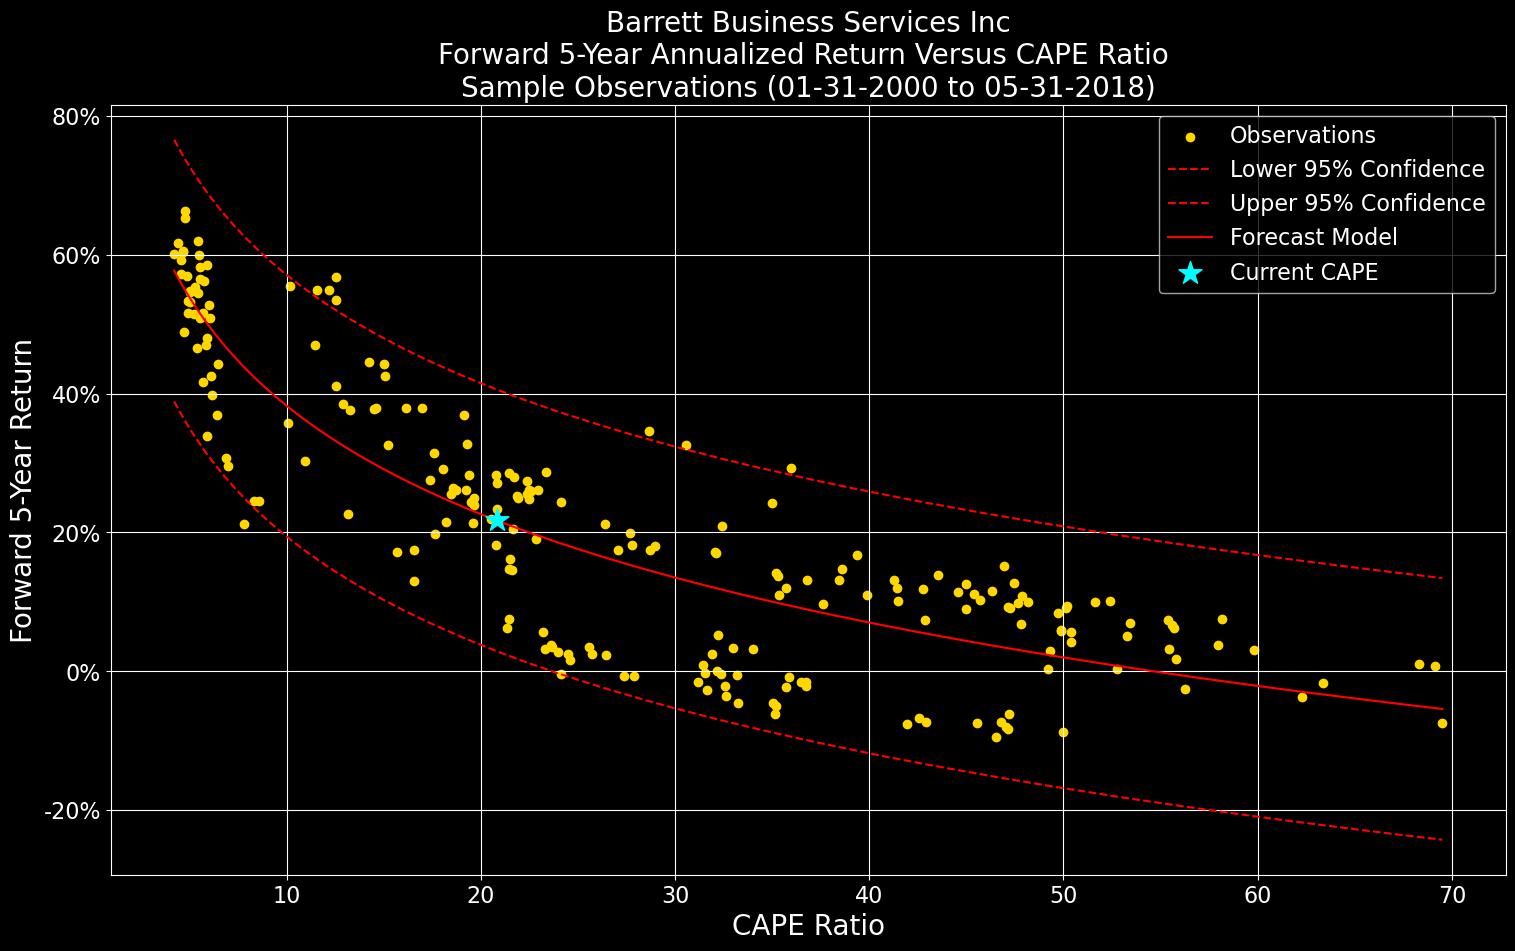 Barrett Business Services Inc
Forward 5-Year Annualized Return Versus CAPE Ratio
Sample Observations (01-31-2000 to 05-31-2018)
80%
60%
40%
20%
0%
-20%
Forward 5-Year Return
Observations
Lower 95% Confidence
Upper 95% Confidence
Forecast Model
Current CAPE
10 20 30 40 50 60 70
CAPE Ratio